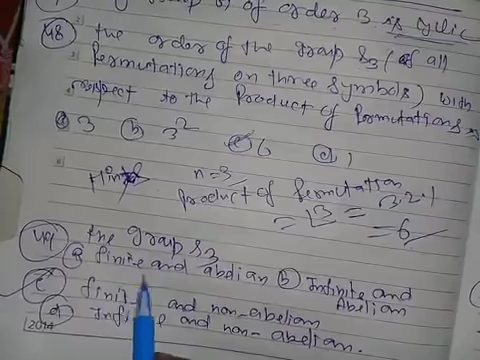 group of order 3 is cyclic
48) the order of the group S3 (of all
permutations on three symbols) with
respect to the Product of permutations
a) 3 b) 3² c) 6 d) 1
Hint n=3
product of permutation
= 3 = 3.2.1
= 6
49) the group S3
a) finite and abelian b) Infinite and Abelian
c) finite and non-abelian
d) Infinite and non-abelian.